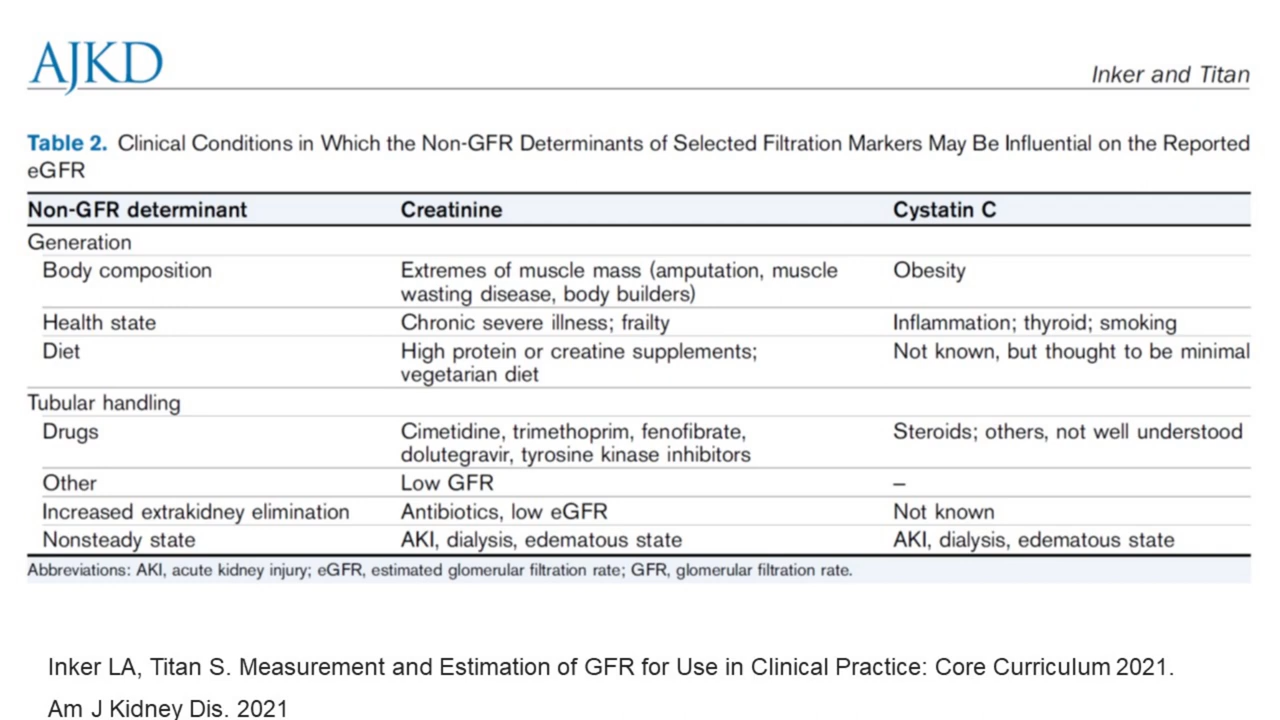 AJKD
Inker and Titan
Table 2. Clinical Conditions in Which the Non-GFR Determinants of Selected Filtration Markers May Be Influential on the Reported
eGFR
Non-GFR determinant Creatinine Cystatin C
Generation
Body composition Extremes of muscle mass (amputation, muscle Obesity
wasting disease, body builders)
Health state Chronic severe illness; frailty Inflammation; thyroid; smoking
Diet High protein or creatine supplements; Not known, but thought to be minimal
vegetarian diet
Tubular handling
Drugs Cimetidine, trimethoprim, fenofibrate, Steroids; others, not well understood
dolutegravir, tyrosine kinase inhibitors
Other Low GFR –
Increased extrakidney elimination Antibiotics, low eGFR Not known
Nonsteady state AKI, dialysis, edematous state AKI, dialysis, edematous state
Abbreviations: AKI, acute kidney injury; eGFR, estimated glomerular filtration rate; GFR, glomerular filtration rate.
Inker LA, Titan S. Measurement and Estimation of GFR for Use in Clinical Practice: Core Curriculum 2021.
Am J Kidney Dis. 2021